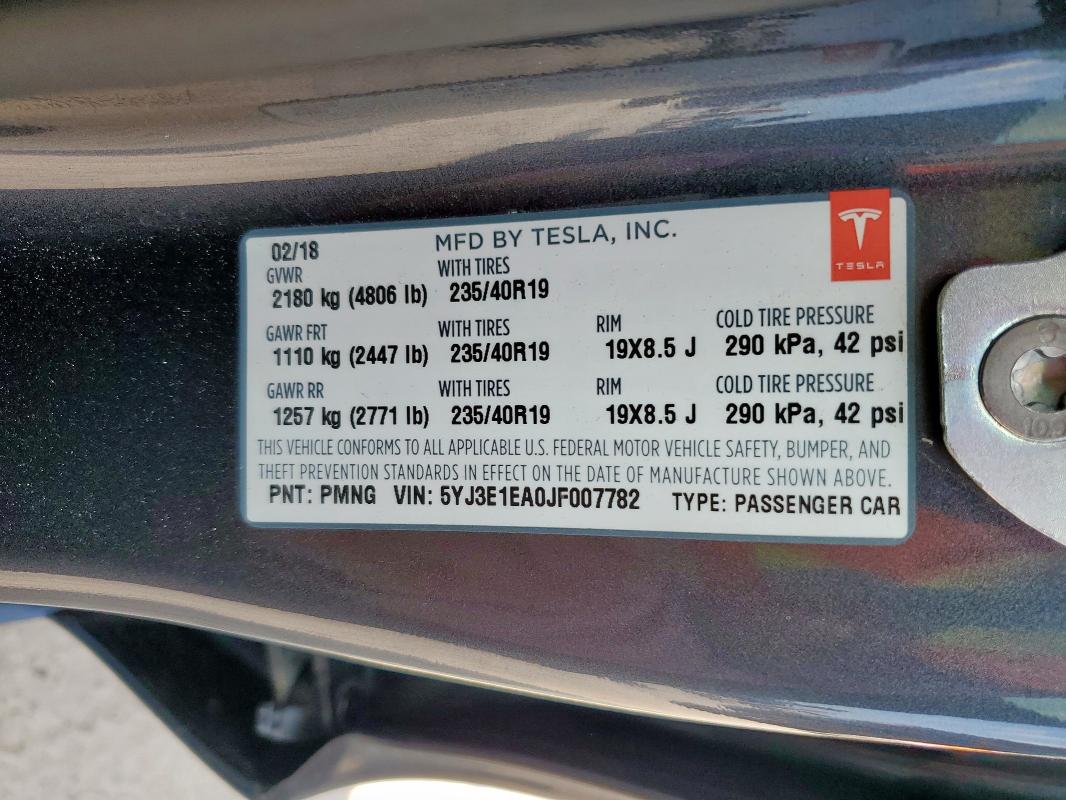 02/18 MFD BY TESLA, INC.
TESLA
GVWR WITH TIRES
2180 kg (4806 lb) 235/40R19
GAWR FRT WITH TIRES RIM COLD TIRE PRESSURE
1110 kg (2447 lb) 235/40R19 19X8.5 J 290 kPa, 42 psi
GAWR RR WITH TIRES RIM COLD TIRE PRESSURE
1257 kg (2771 lb) 235/40R19 19X8.5 J 290 kPa, 42 psi
THIS VEHICLE CONFORMS TO ALL APPLICABLE U.S. FEDERAL MOTOR VEHICLE SAFETY, BUMPER, AND
THEFT PREVENTION STANDARDS IN EFFECT ON THE DATE OF MANUFACTURE SHOWN ABOVE.
PNT: PMNG VIN: 5YJ3E1EA0JF007782 TYPE: PASSENGER CAR